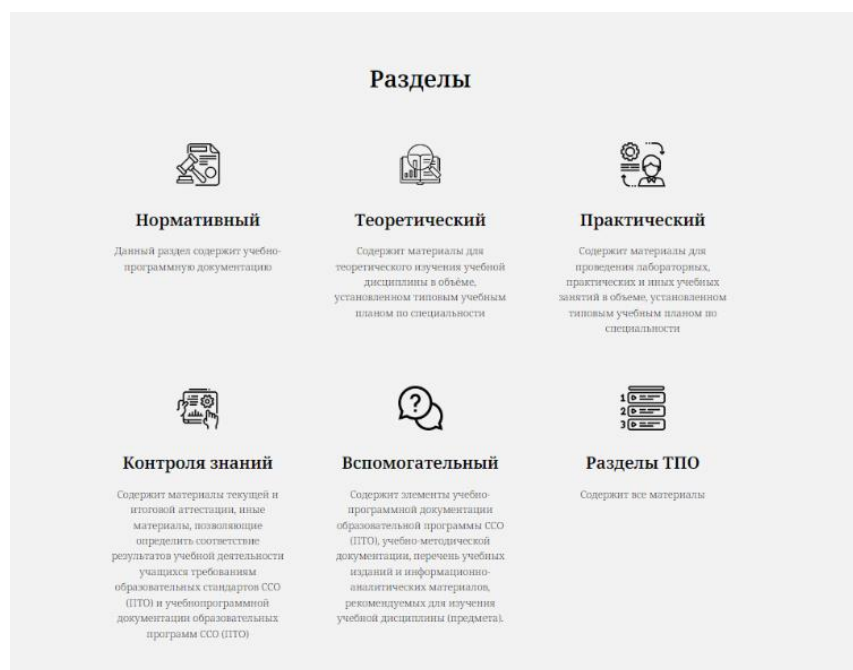 Разделы
Нормативный
Данный раздел содержит учебно-
программную документацию
Теоретический
Содержит материалы для
теоретического изучения учебной
дисциплины в объёме,
установленном типовым учебным
планом по специальности
Практический
Содержит материалы для
проведения лабораторных,
практических и иных учебных
занятий в объеме, установленном
типовым учебным планом по
специальности
Контроля знаний
Содержит материалы текущей и
итоговой аттестации, иные
материалы, позволяющие
определить соответствие
результатов учебной деятельности
учащихся требованиям
образовательных стандартов ССО
(ПТО) и учебнопрограммной
документации образовательных
программ ССО (ПТО)
?
Вспомогательный
Содержит элементы учебно-
программной документации
образовательной программы ССО
(ПТО), учебно-методической
документации, перечень учебных
изданий и информационно-
аналитических материалов,
рекомендуемых для изучения
учебной дисциплины (предмета).
1
2
3
Разделы ТПО
Содержит все материалы